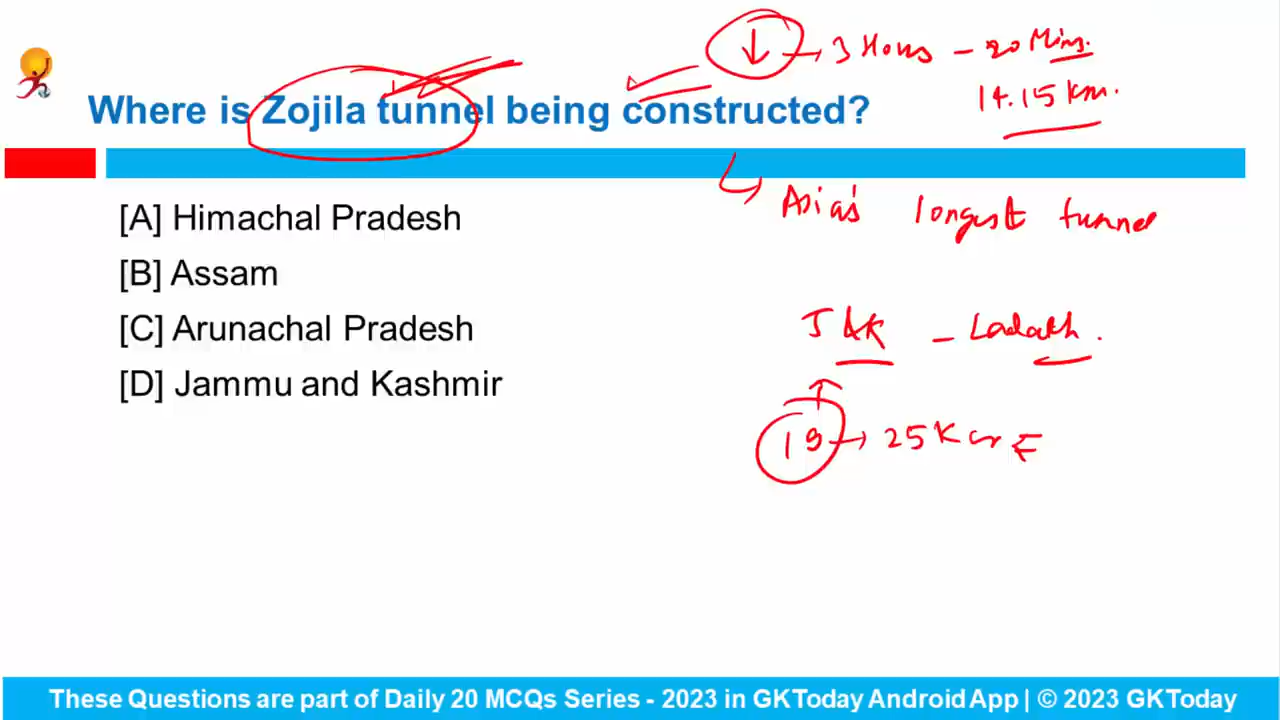 ↓ → 3 Hours - 20 Mins.
14.15 km.
Where is Zojila tunnel being constructed?
Asia's longest tunnel
[A] Himachal Pradesh
[B] Assam
[C] Arunachal Pradesh
J&K - Ladakh.
[D] Jammu and Kashmir
19 → 25K cr ₹
These Questions are part of Daily 20 MCQs Series - 2023 in GKToday Android App | © 2023 GKToday